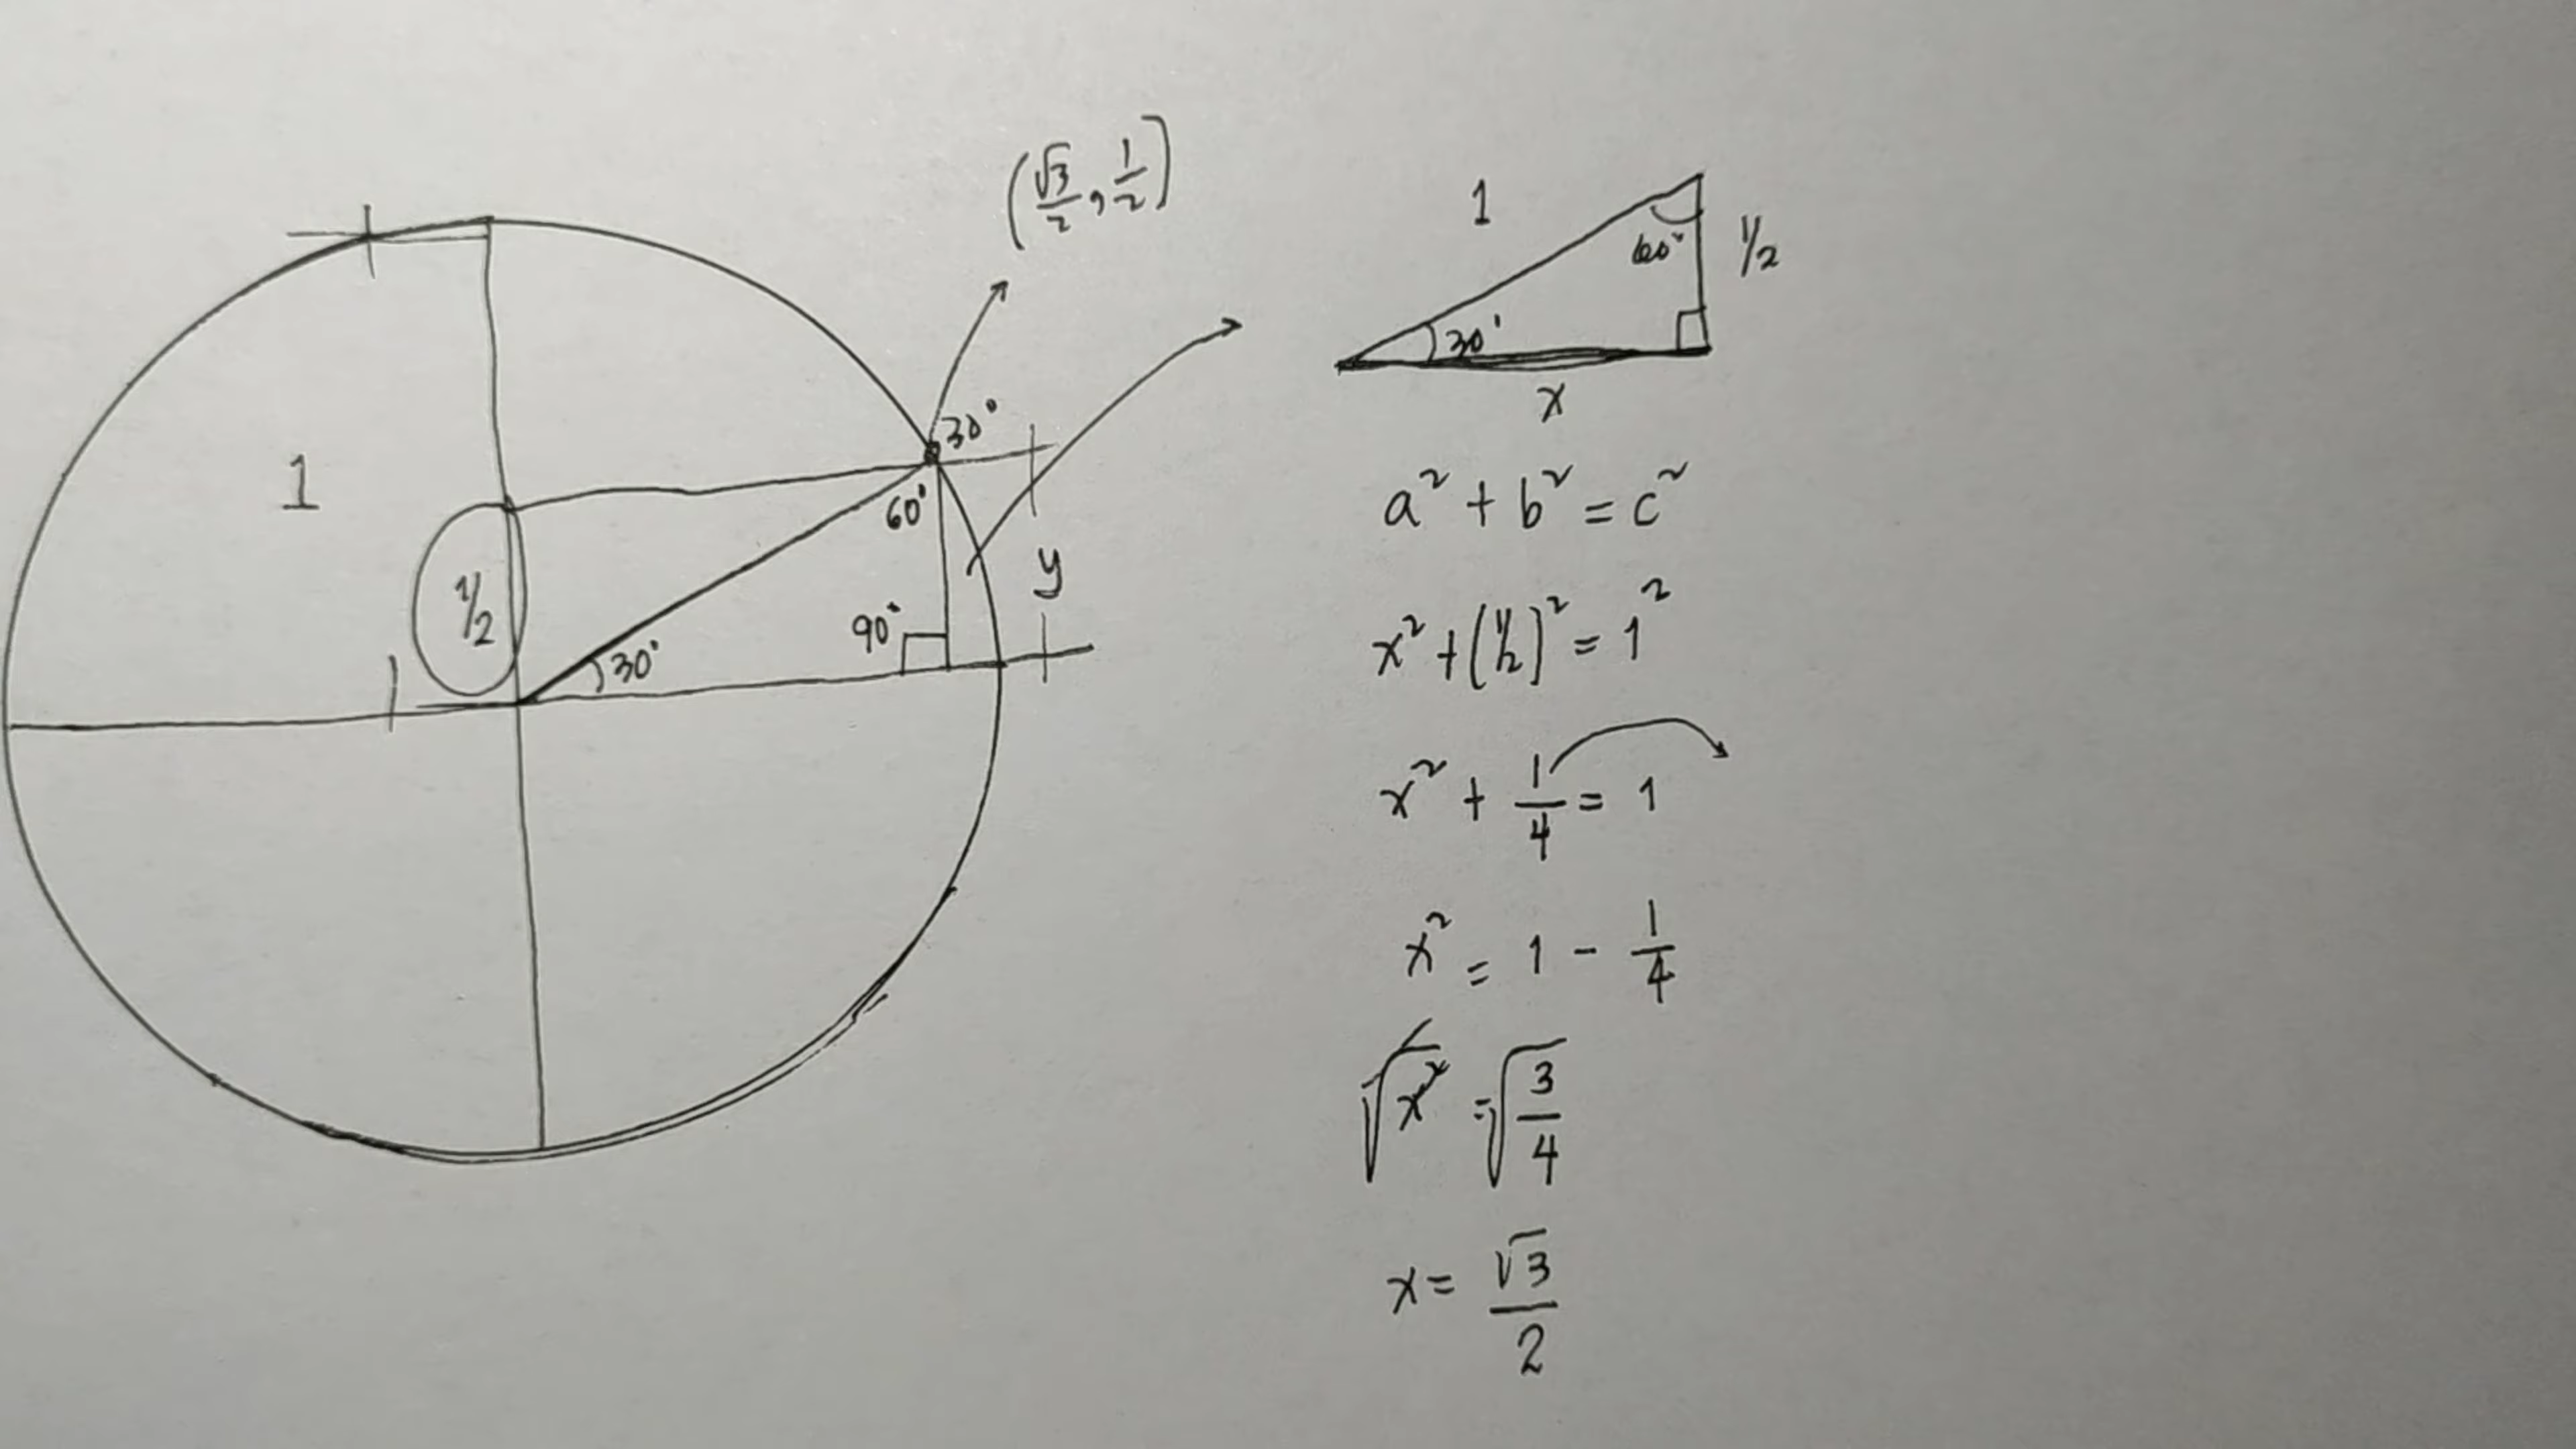 (√3/2, 1/2)
30°
1
60°
1/2
y
90°
30°
1
60°
1/2
30°
x
a² + b² = c²
x² + (1/2)² = 1²
x² + 1/4 = 1
x² = 1 - 1/4
√x² = √3/4
x = √3/2